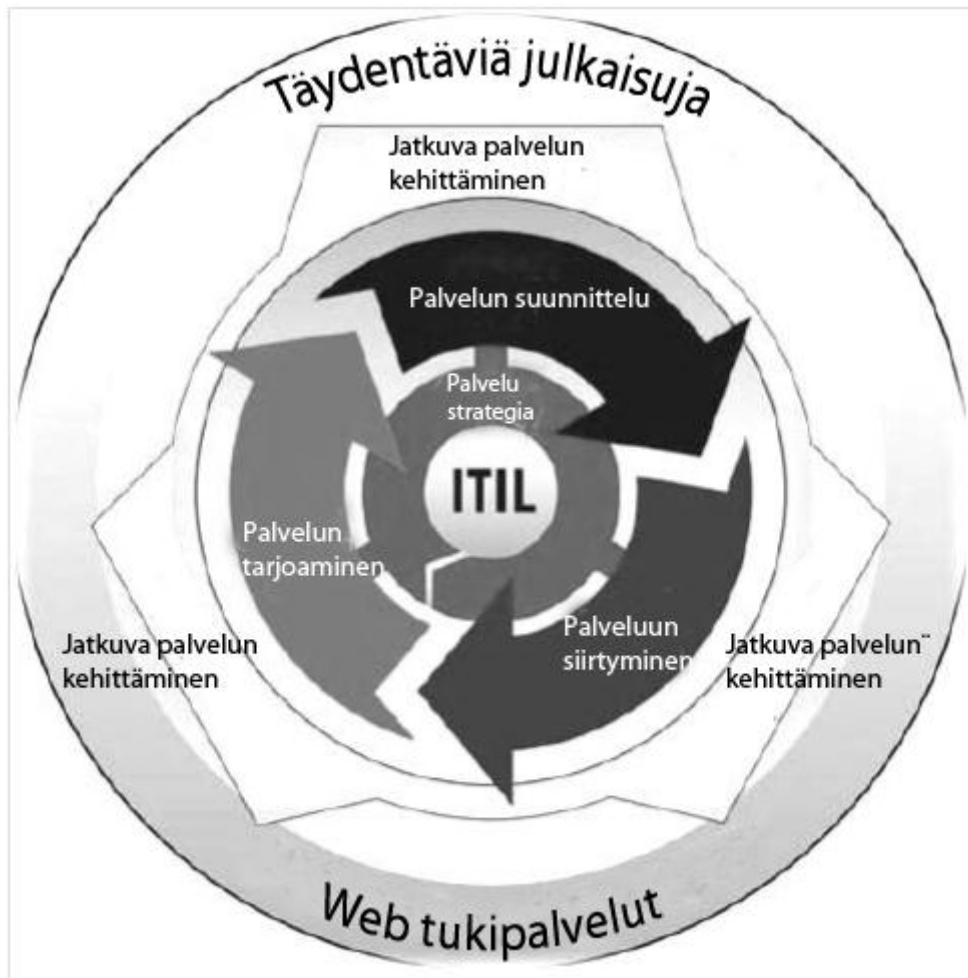 Täydentäviä julkaisuja
Jatkuva palvelun
kehittäminen
Palvelun suunnittelu
Palvelu
strategia
ITIL
Palvelun
tarjoaminen
Palveluun
siirtyminen
Jatkuva palvelun
kehittäminen
Jatkuva palvelun¨
kehittäminen
Web tukipalvelut